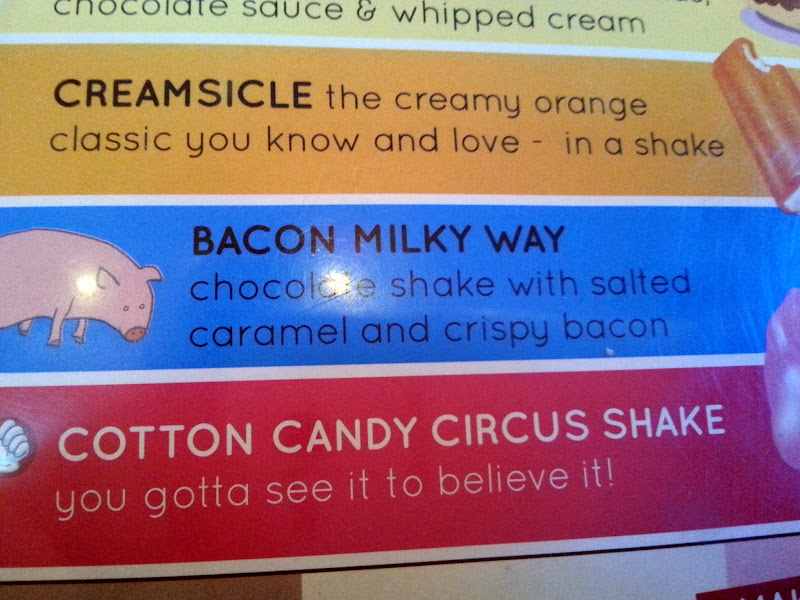 chocolate sauce & whipped cream
CREAMSICLE the creamy orange
classic you know and love - in a shake
BACON MILKY WAY
chocolate shake with salted
caramel and crispy bacon
COTTON CANDY CIRCUS SHAKE
you gotta see it to believe it!